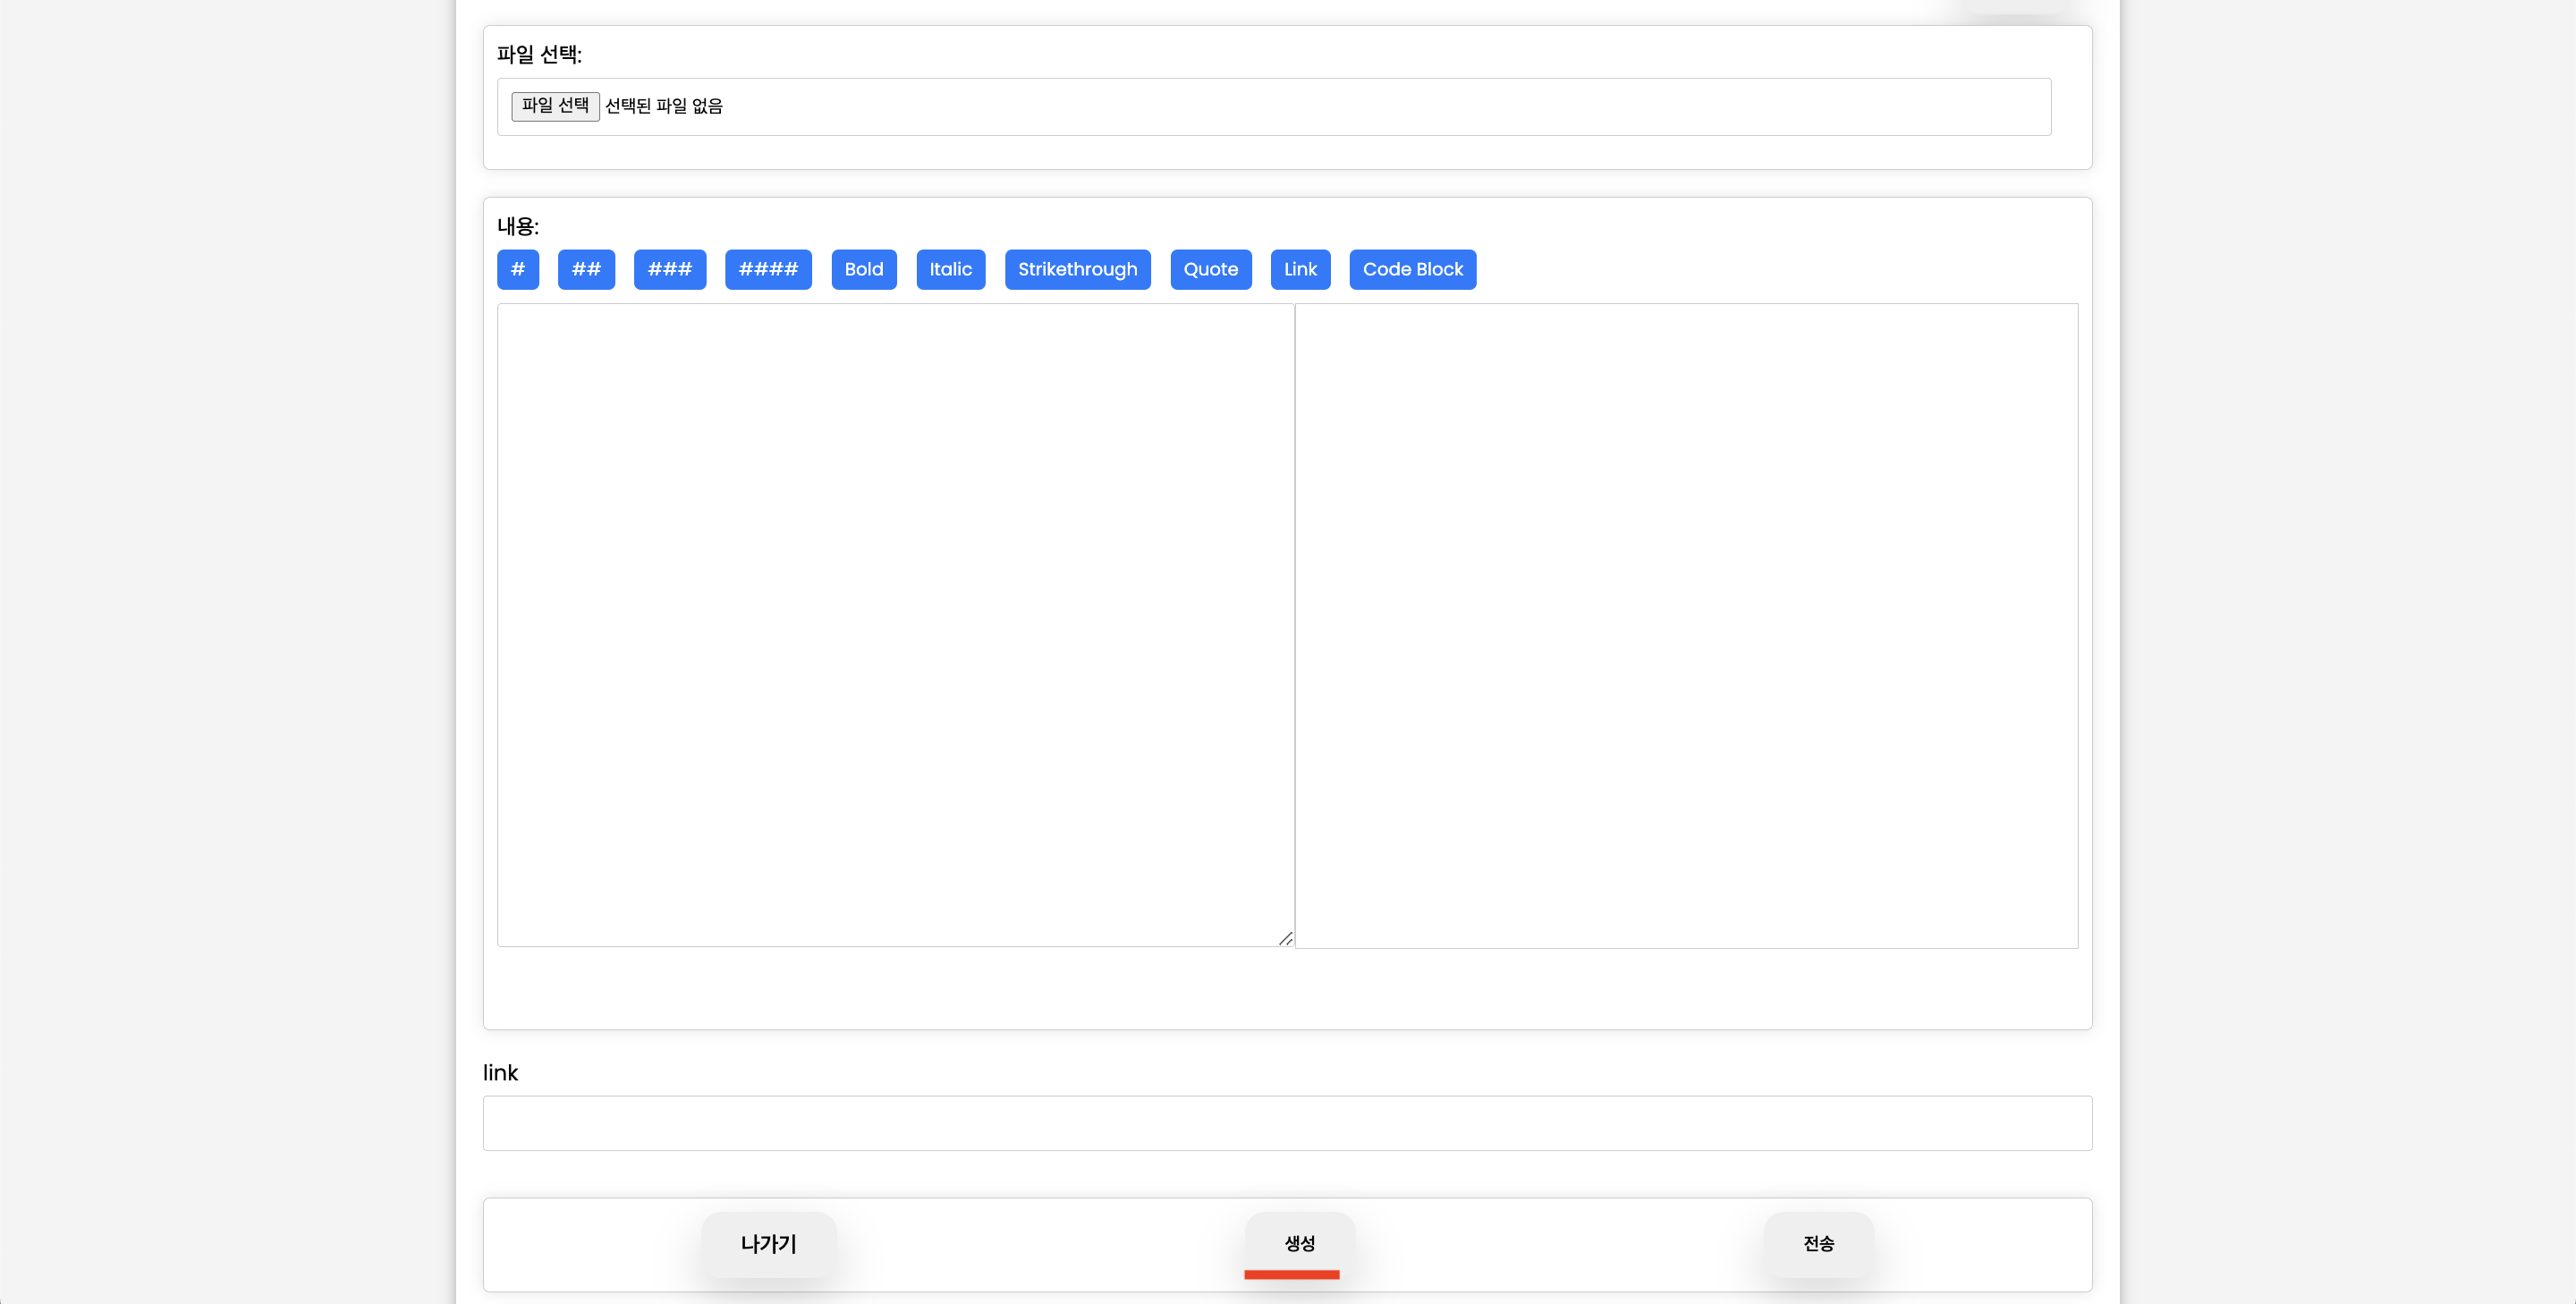 파일 선택:
파일 선택 선택된 파일 없음
내용:
# ## ### #### Bold Italic Strikethrough Quote Link Code Block
link
나가기 생성 전송